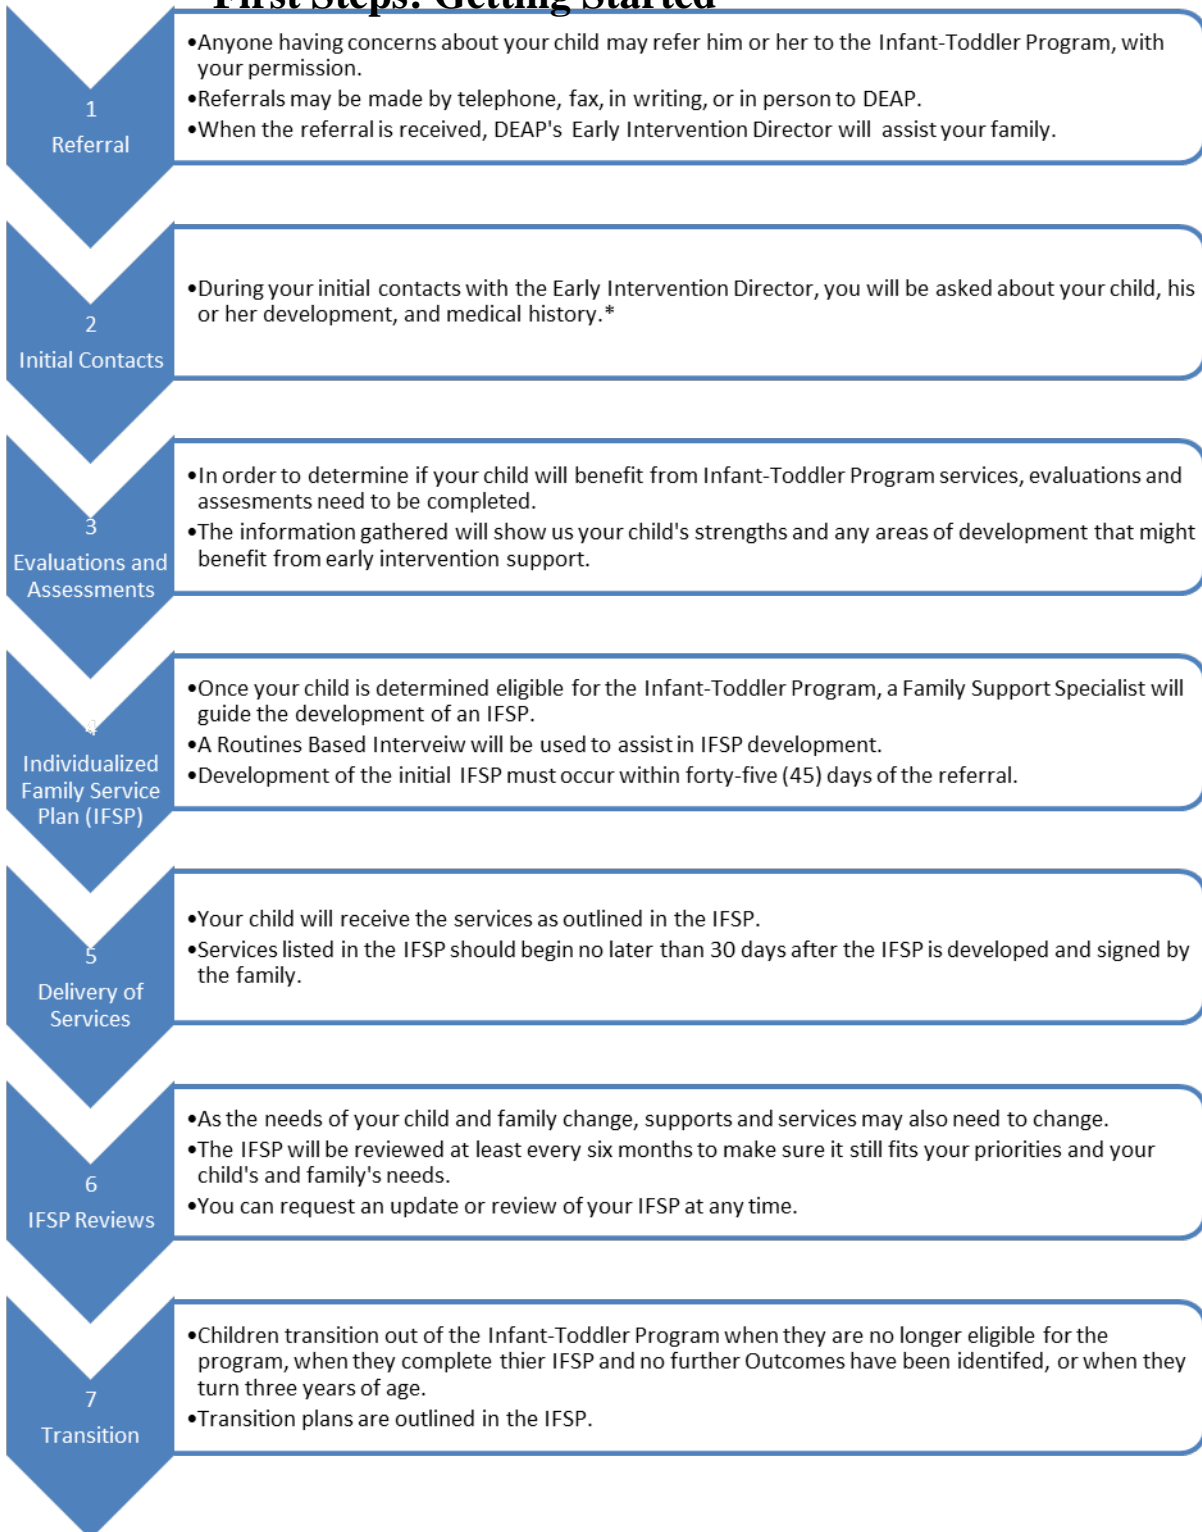 First Steps: Getting Started
•Anyone having concerns about your child may refer him or her to the Infant-Toddler Program, with
your permission.
•Referrals may be made by telephone, fax, in writing, or in person to DEAP.
•When the referral is received, DEAP's Early Intervention Director will assist your family.
1
Referral
•During your initial contacts with the Early Intervention Director, you will be asked about your child, his
or her development, and medical history.*
2
Initial Contacts
•In order to determine if your child will benefit from Infant-Toddler Program services, evaluations and
assesments need to be completed.
•The information gathered will show us your child's strengths and any areas of development that might
benefit from early intervention support.
3
Evaluations and
Assessments
•Once your child is determined eligible for the Infant-Toddler Program, a Family Support Specialist will
guide the development of an IFSP.
•A Routines Based Interveiw will be used to assist in IFSP development.
•Development of the initial IFSP must occur within forty-five (45) days of the referral.
4
Individualized
Family Service
Plan (IFSP)
•Your child will receive the services as outlined in the IFSP.
•Services listed in the IFSP should begin no later than 30 days after the IFSP is developed and signed by
the family.
5
Delivery of
Services
•As the needs of your child and family change, supports and services may also need to change.
•The IFSP will be reviewed at least every six months to make sure it still fits your priorities and your
child's and family's needs.
•You can request an update or review of your IFSP at any time.
6
IFSP Reviews
•Children transition out of the Infant-Toddler Program when they are no longer eligible for the
program, when they complete thier IFSP and no further Outcomes have been identifed, or when they
turn three years of age.
•Transition plans are outlined in the IFSP.
7
Transition